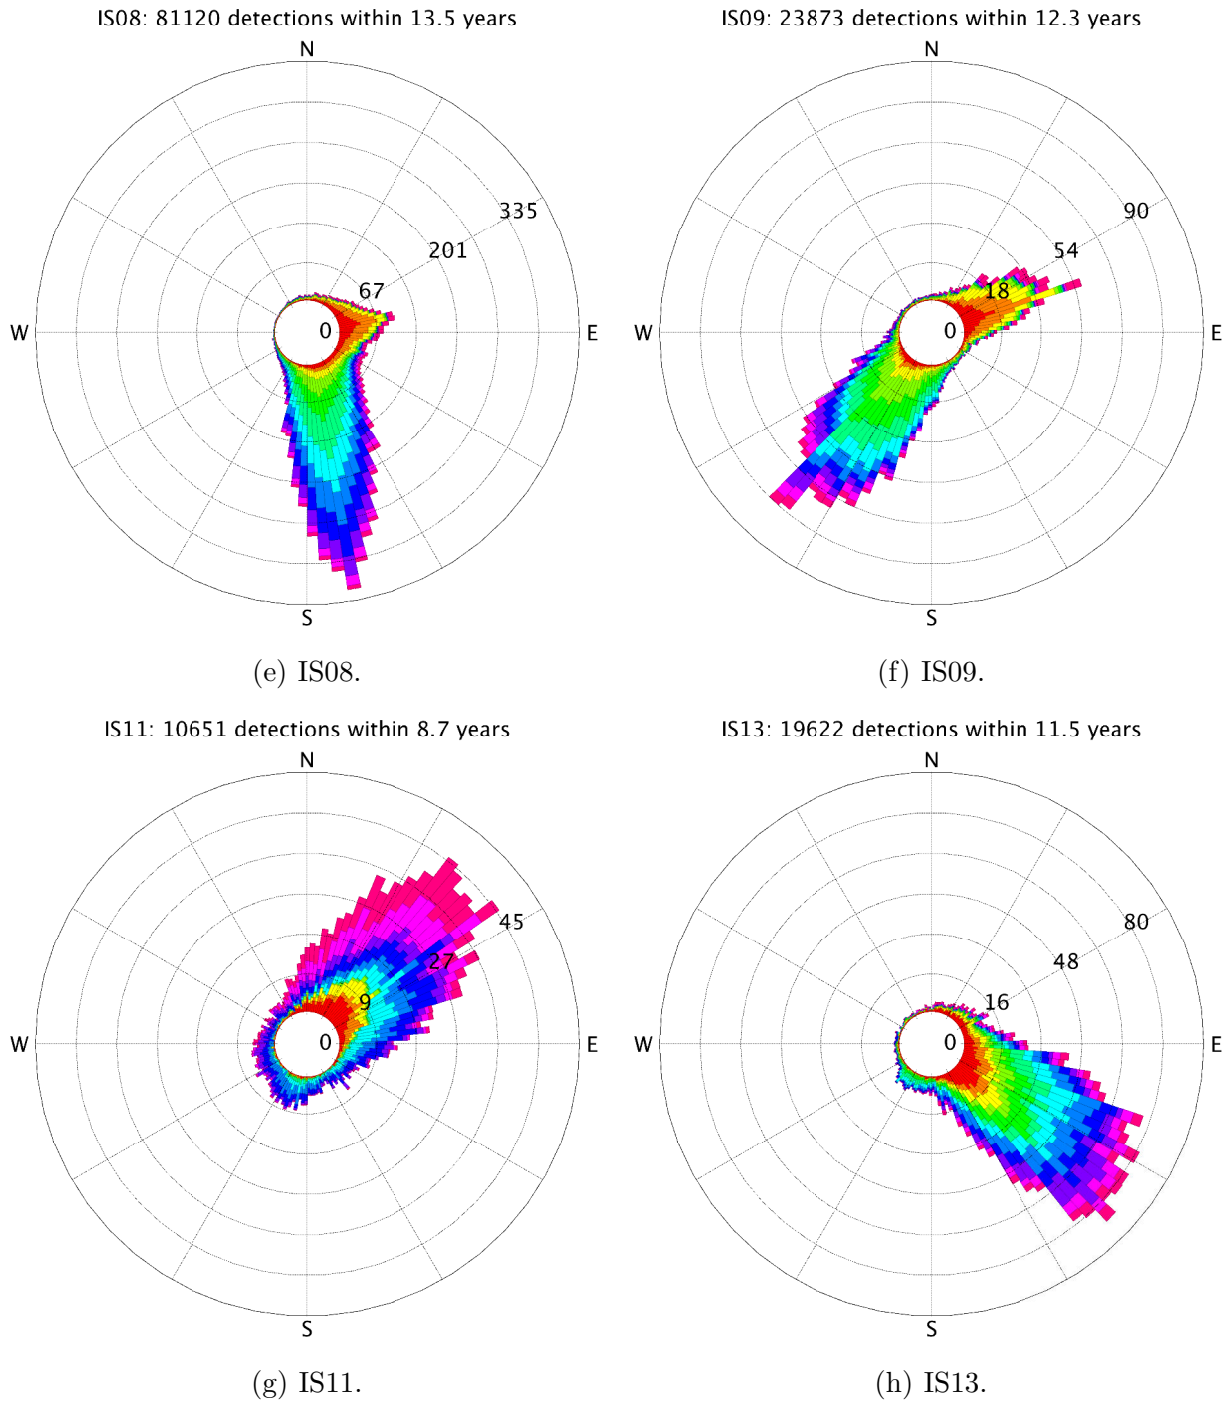 IS08: 81120 detections within 13.5 years
N
335
201
67
W
0
E
S
(e) IS08.
IS09: 23873 detections within 12.3 years
N
90
54
18
W
0
E
S
(f) IS09.
IS11: 10651 detections within 8.7 years
N
45
27
9
W
0
E
S
(g) IS11.
IS13: 19622 detections within 11.5 years
N
80
48
16
W
0
E
S
(h) IS13.